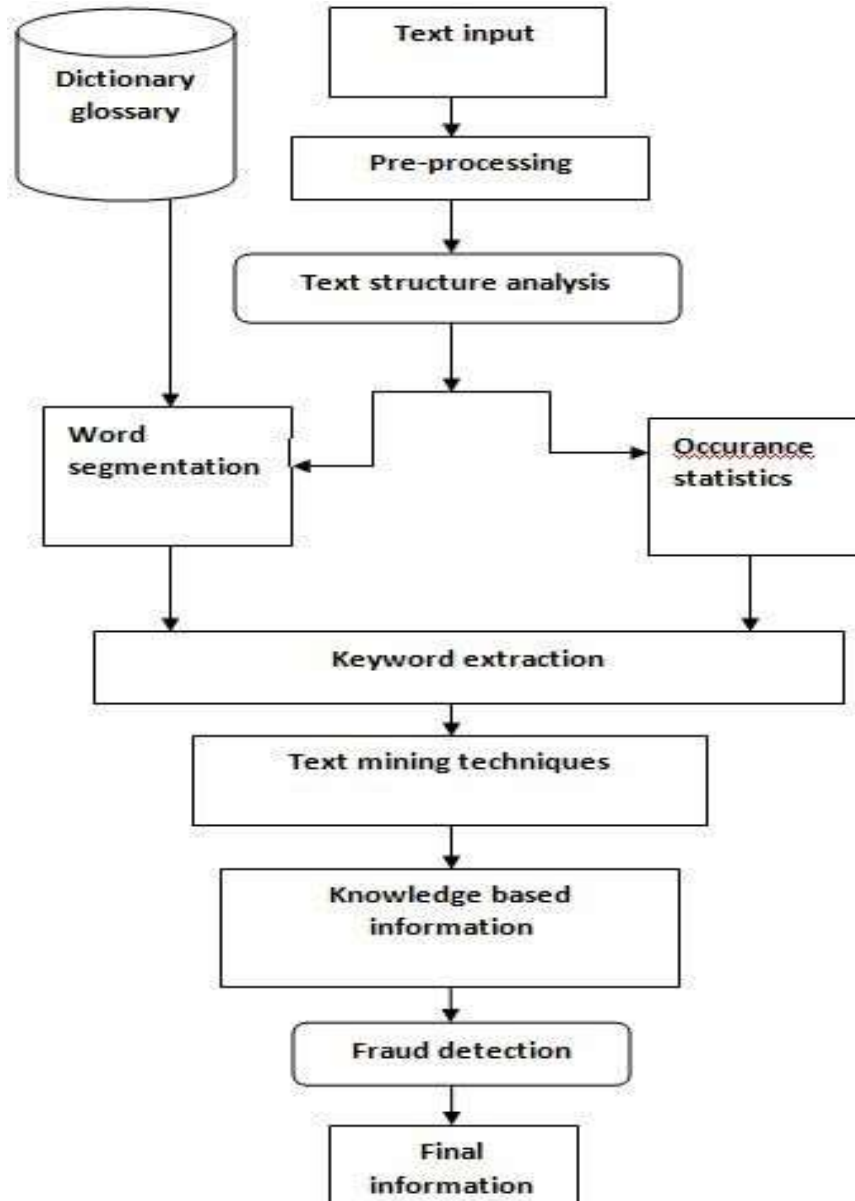 Text input
Dictionary
glossary
Pre-processing
Text structure analysis
Word
segmentation
Occurance
statistics
Keyword extraction
Text mining techniques
Knowledge based
information
Fraud detection
Final
information